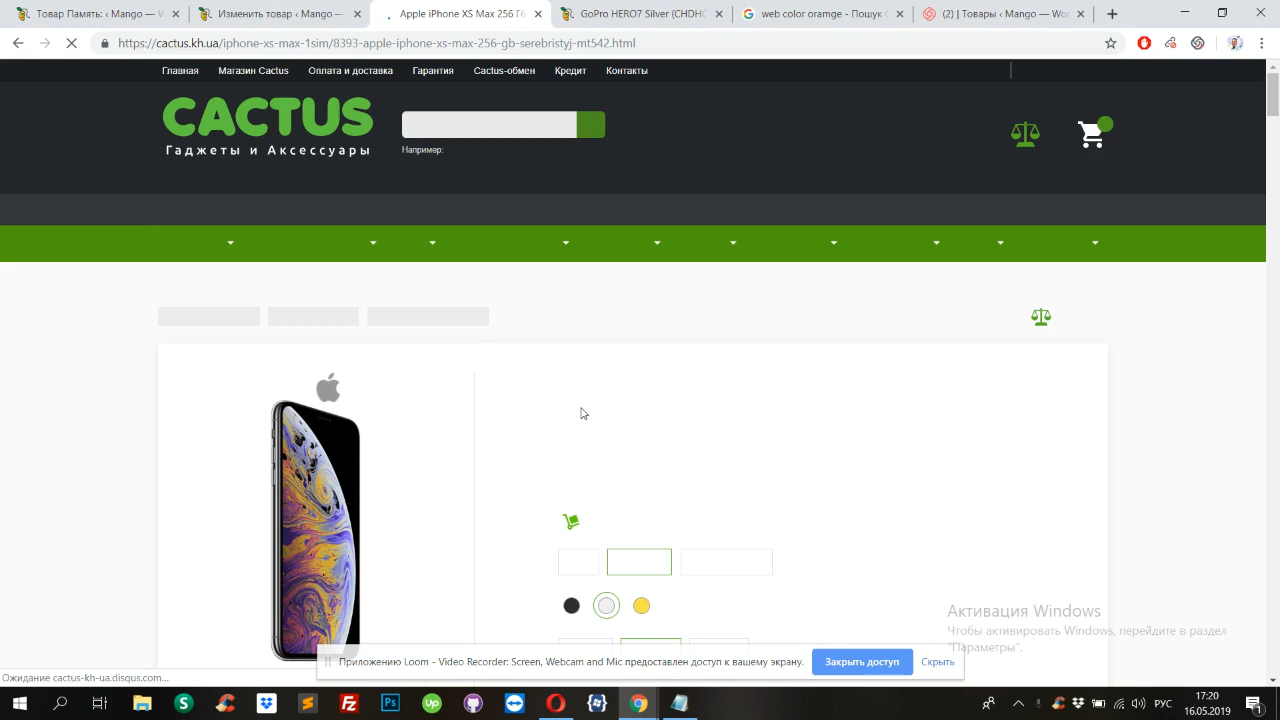 Товар Память: ‹ Mango — W
Изменить товар ‹ Mango —
Apple iPhone XS Max 256 Гб
GoPro HERO7 Silver (CHDHC
web color ormange - Пошук G
(2) | Товары ‹ Mango — Wor
https://cactus.kh.ua/iphone-xs-max-1sim/8393-apple-iphone-xs-max-256-gb-serebristyj-mt542.html
Главная Магазин Cactus Оплата и доставка Гарантия Cactus-обмен Кредит Контакты
CACTUS
Гаджеты и Аксессуары
Например:
Активация Windows
Чтобы активировать Windows, перейдите в раздел
"Параметры".
Приложению Loom - Video Recorder: Screen, Webcam and Mic предоставлен доступ к вашему экрану. Закрыть доступ Скрыть
Ожидание cactus-kh-ua.disqus.com...
РУС
17:20
16.05.2019